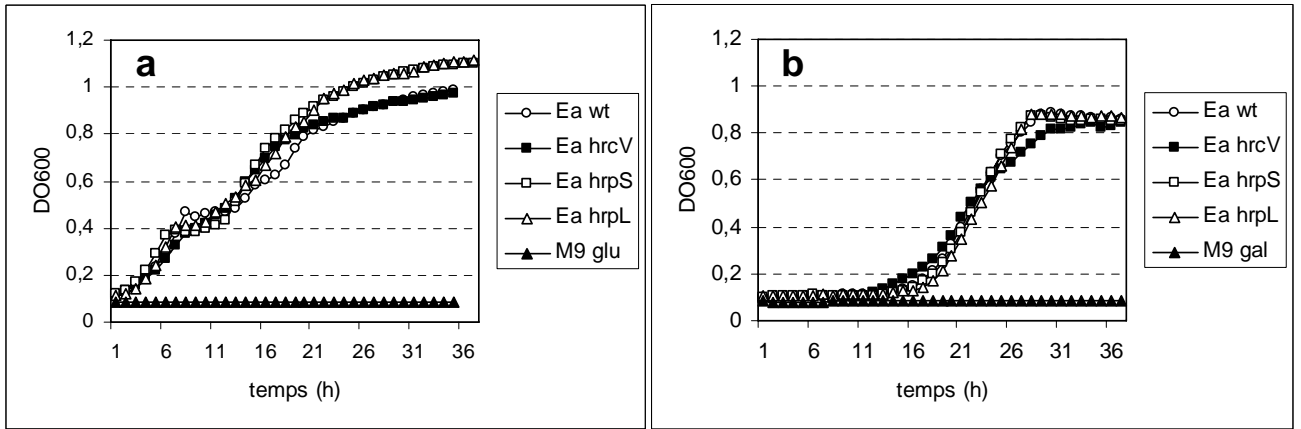 a
1,2
1
0,8
0,6
0,4
0,2
0
DO600
1 6 11 16 21 26 31 36
temps (h)
Ea wt
Ea hrcV
Ea hrpS
Ea hrpL
M9 glu
b
1,2
1
0,8
0,6
0,4
0,2
0
DO600
1 6 11 16 21 26 31 36
temps (h)
Ea wt
Ea hrcV
Ea hrpS
Ea hrpL
M9 gal